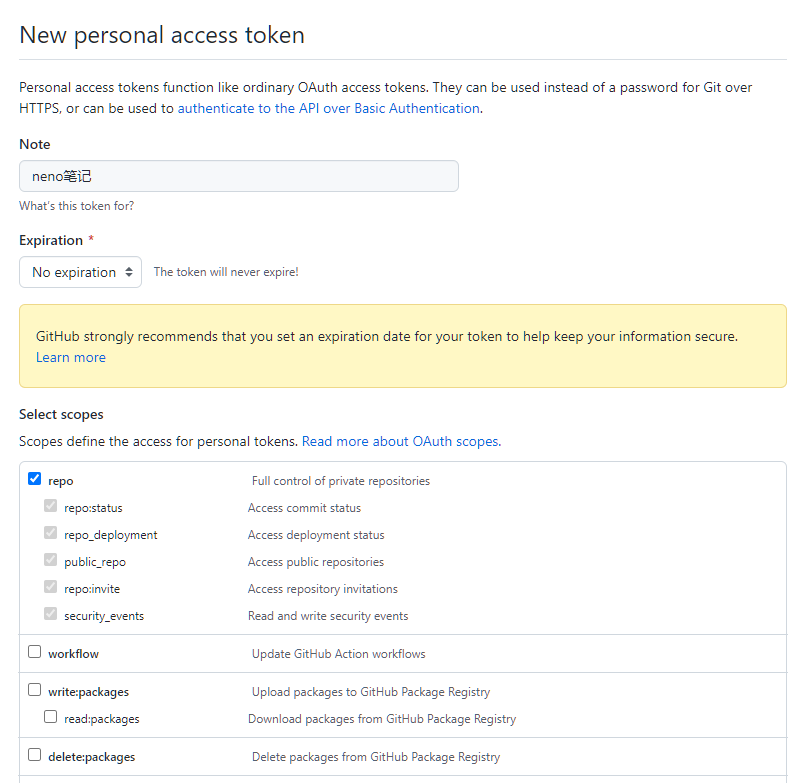 New personal access token
Personal access tokens function like ordinary OAuth access tokens. They can be used instead of a password for Git over
HTTPS, or can be used to authenticate to the API over Basic Authentication.
Note
neno笔记
What's this token for?
Expiration *
No expiration The token will never expire!
GitHub strongly recommends that you set an expiration date for your token to help keep your information secure.
Learn more
Select scopes
Scopes define the access for personal tokens. Read more about OAuth scopes.
repo Full control of private repositories
repo:status Access commit status
repo_deployment Access deployment status
public_repo Access public repositories
repo:invite Access repository invitations
security_events Read and write security events
workflow Update GitHub Action workflows
write:packages Upload packages to GitHub Package Registry
read:packages Download packages from GitHub Package Registry
delete:packages Delete packages from GitHub Package Registry